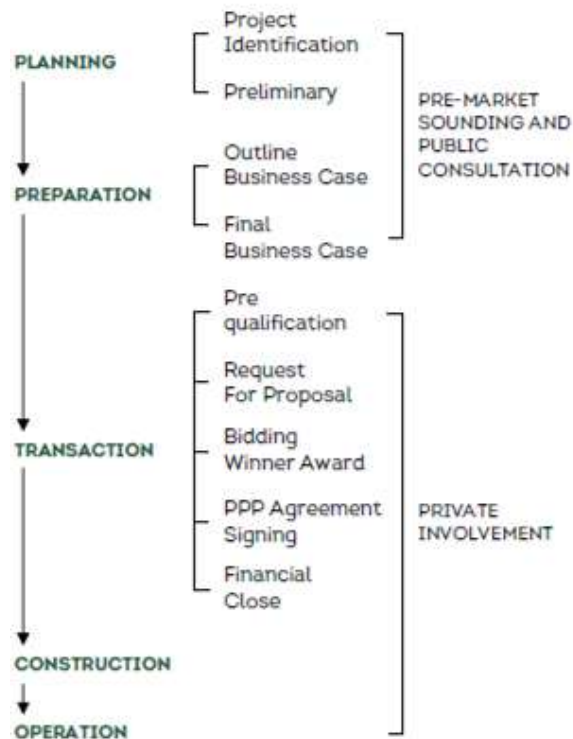 PLANNING
Project
Identification
Preliminary
PREPARATION
Outline
Business Case
Final
Business Case
PRE-MARKET
SOUNDING AND
PUBLIC
CONSULTATION
TRANSACTION
Pre
qualification
Request
For Proposal
Bidding
Winner Award
PPP Agreement
Signing
Financial
Close
PRIVATE
INVOLVEMENT
CONSTRUCTION
OPERATION